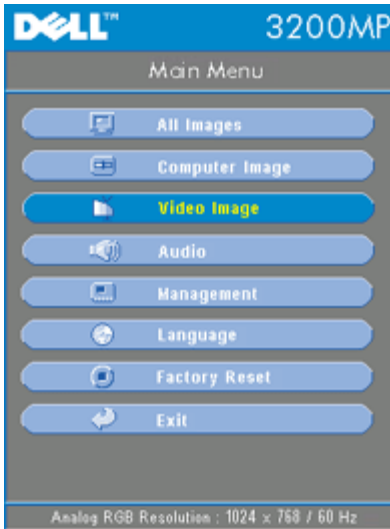 DELL™ 3200MP
Main Menu
All Images
Computer Image
Video Image
Audio
Management
Language
Factory Reset
Exit
Analog RGB Resolution : 1024 x 768 / 60 Hz